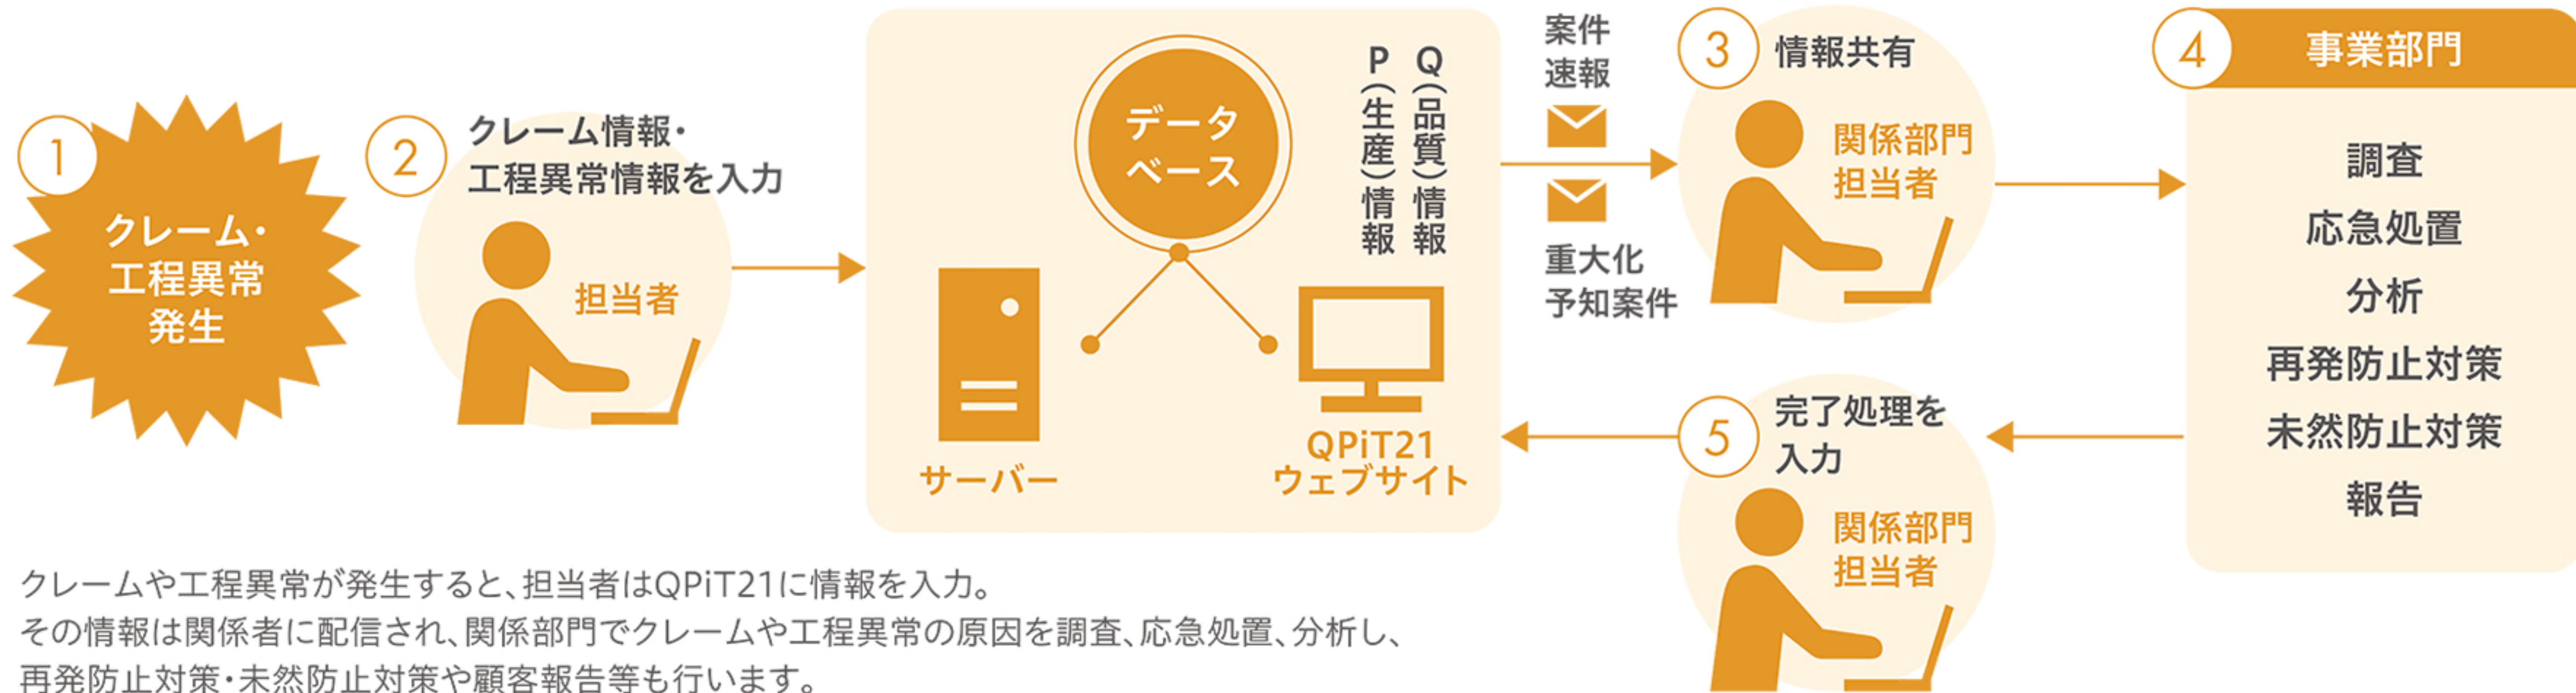 1
クレーム・
工程異常
発生
2
クレーム情報・
工程異常情報を入力
担当者
データ
ベース
Q(品質)情報
P(生産)情報
サーバー
QPiT21
ウェブサイト
案件
速報
重大化
予知案件
3
情報共有
関係部門
担当者
4
事業部門
調査
応急処置
分析
再発防止対策
未然防止対策
報告
5
完了処理を
入力
関係部門
担当者
クレームや工程異常が発生すると、担当者はQPiT21に情報を入力。
その情報は関係者に配信され、関係部門でクレームや工程異常の原因を調査、応急処置、分析し、
再発防止対策・未然防止対策や顧客報告等も行います。